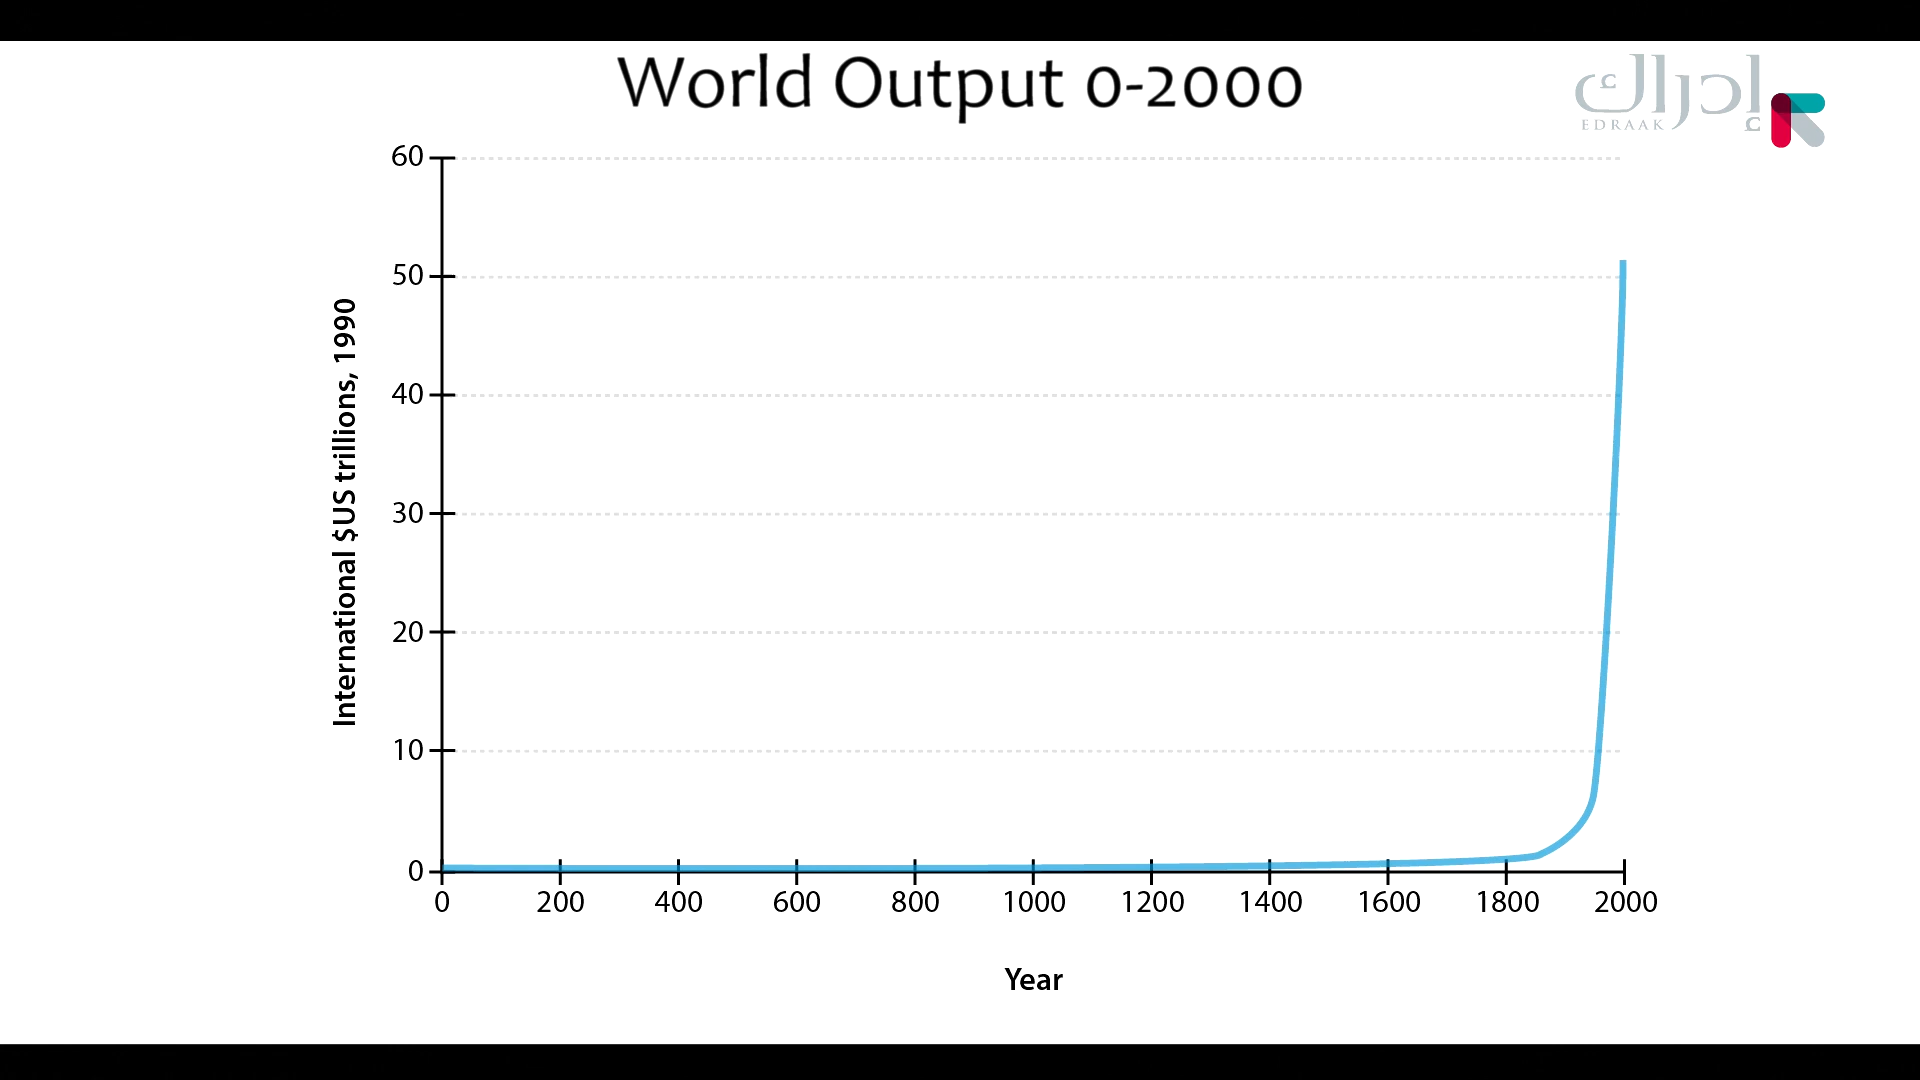 World Output 0-2000
إدراك
EDRAAK
60
50
40
30
20
10
0
International $US trillions, 1990
0 200 400 600 800 1000 1200 1400 1600 1800 2000
Year